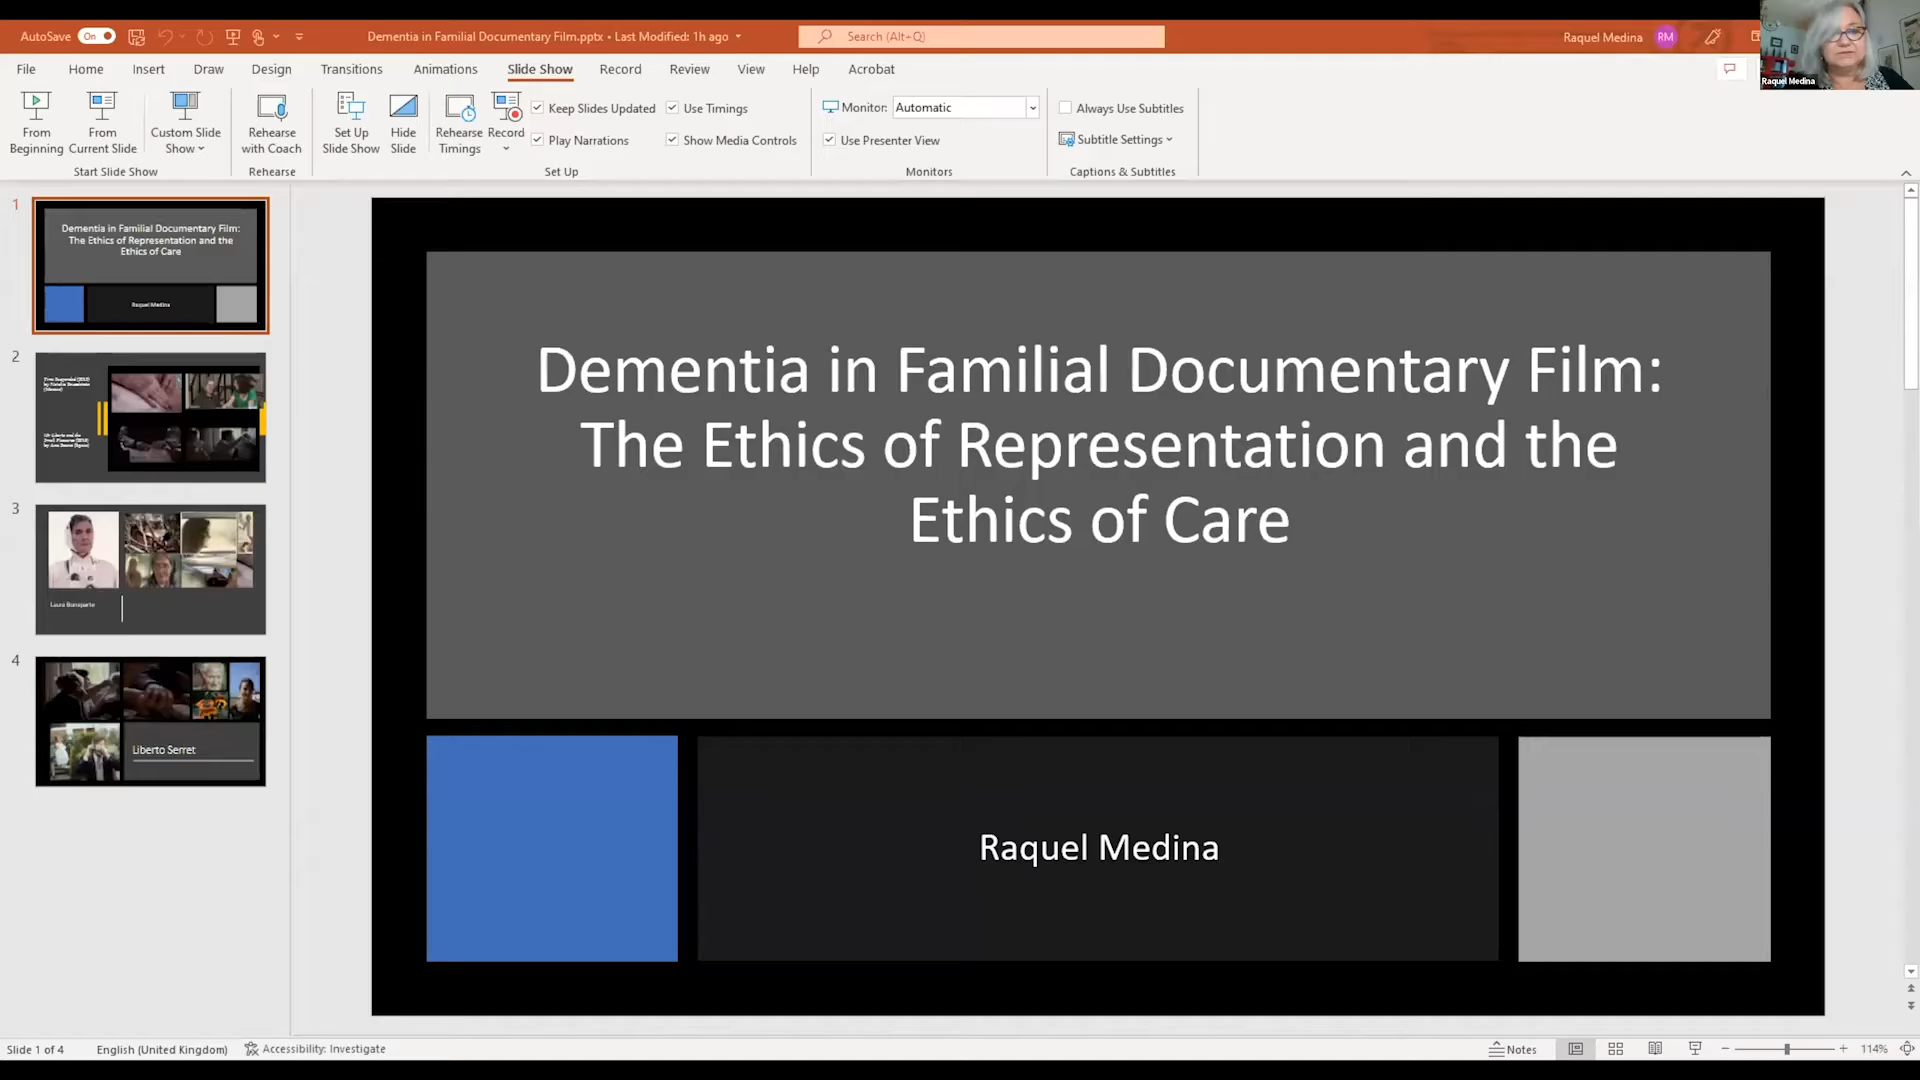 AutoSave On
Dementia in Familial Documentary Film.pptx • Last Modified: 1h ago
Search (Alt+Q)
Raquel Medina RM
Raquel Medina
File Home Insert Draw Design Transitions Animations Slide Show Record Review View Help Acrobat
From Beginning
From Current Slide
Custom Slide Show
Start Slide Show
Rehearse with Coach
Rehearse
Set Up Slide Show
Hide Slide
Rehearse Timings
Record
Keep Slides Updated
Use Timings
Play Narrations
Show Media Controls
Set Up
Monitor: Automatic
Use Presenter View
Monitors
Always Use Subtitles
Subtitle Settings
Captions & Subtitles
1
Dementia in Familial Documentary Film:
The Ethics of Representation and the
Ethics of Care
Raquel Medina
2
3
Laura Bonaparte
4
Liberto Serret
Dementia in Familial Documentary Film:
The Ethics of Representation and the
Ethics of Care
Raquel Medina
Slide 1 of 4
English (United Kingdom)
Accessibility: Investigate
Notes
114%